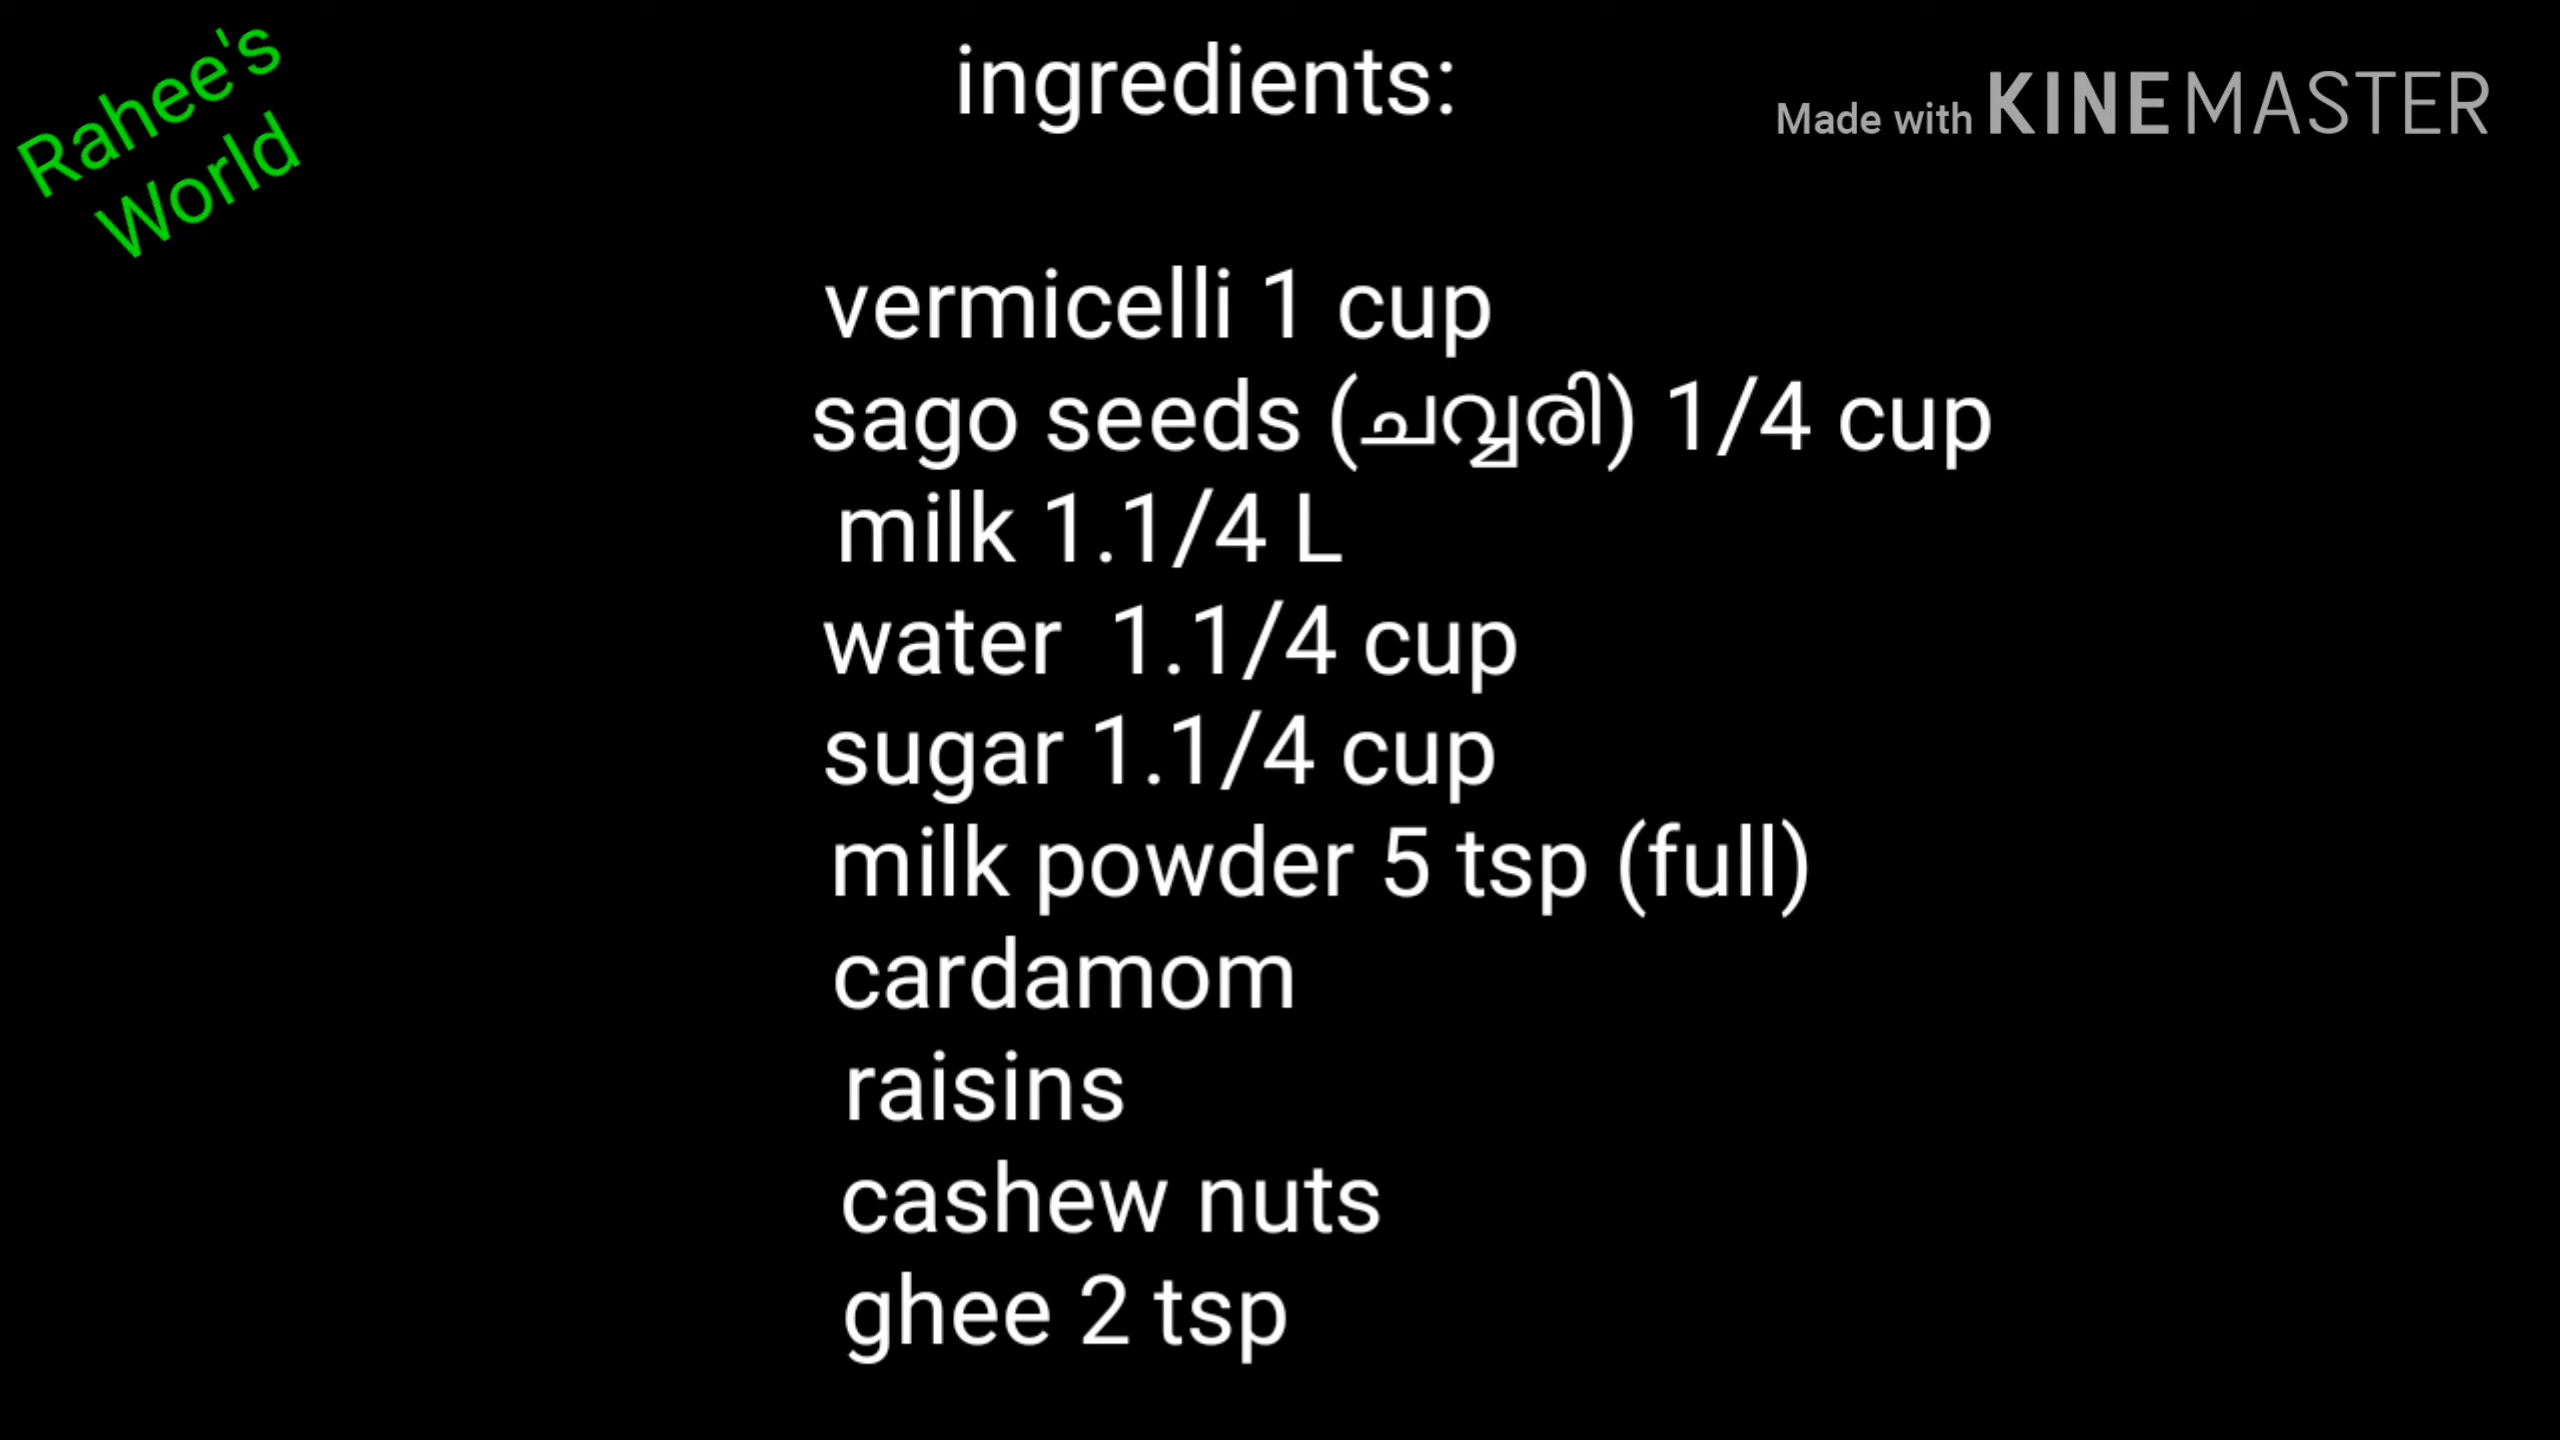 Rahee's
World
ingredients:
Made with KINEMASTER
vermicelli 1 cup
sago seeds (ചവ്വരി) 1/4 cup
milk 1.1/4 L
water  1.1/4 cup
sugar 1.1/4 cup
milk powder 5 tsp (full)
cardamom
raisins
cashew nuts
ghee 2 tsp